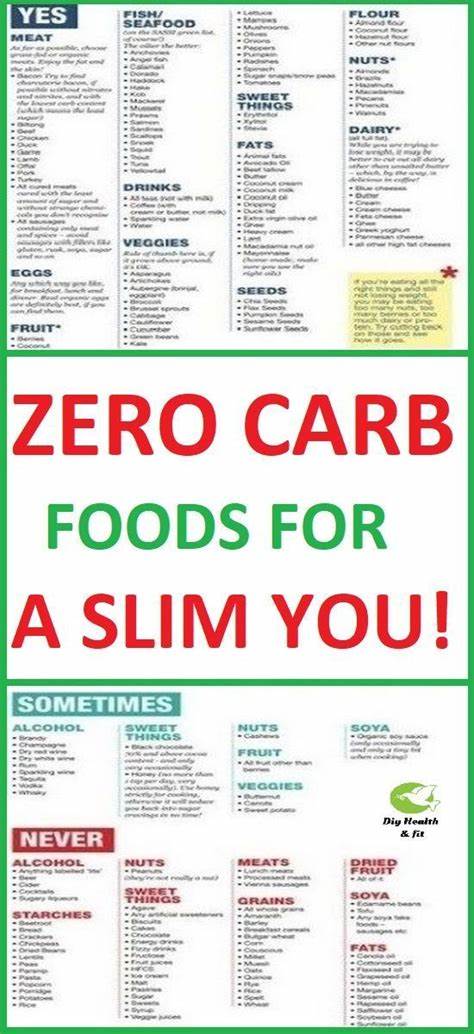 YES
MEAT
As far as possible, choose
grass-fed or organic
meats. Enjoy the fat and
the skin!
• Bacon Try to find
charcuterie bacon, if
possible without nitrates
and nitrites, and with
the lowest carb content
(which means without
sugar)
• Biltong
• Beef
• Chicken
• Duck
• Game
• Lamb
• Offal
• Pork
• Turkey
• All cured meats
cured with the least
amount of sugar and
without strange chemi-
cals you don't recognise
• All sausages
containing only meat
and spices – strange
sausages with fillers like
gluten, rusk, soya, sugar
and so on
EGGS
Any which way you like,
for breakfast, lunch and
dinner. Real organic eggs
are definitely best, if you
can find them.
FRUIT*
• Berries
• Coconut
FISH/
SEAFOOD
(on the SASSI green list,
of course!)
The oilier the better:
• Anchovies
• Angel fish
• Calamari
• Dorado
• Haddock
• Hake
• Kob
• Mackerel
• Mussels
• Prawns
• Salmon
• Sardines
• Scallops
• Snoek
• Squid
• Trout
• Tuna
• Yellowtail
DRINKS
• All teas (not with milk)
• Coffee (with
cream or butter, not milk)
• Sparkling water
• Water
VEGGIES
Rule of thumb here is, if
it grows above ground,
it's OK.
• Asparagus
• Artichokes
• Aubergine (brinjal,
eggplant)
• Broccoli
• Brussel sprouts
• Cabbage
• Cauliflower
• Cucumber
• Green beans
• Kale
• Lettuce
• Marrows
• Mushrooms
• Olives
• Onions
• Peppers
• Pumpkin
• Radishes
• Spinach
• Sugar snaps/snow peas
• Tomatoes
SWEET
THINGS
• Erythritol
• Xylitol
• Stevia
FATS
• Animal fats
• Avocado Oil
• Beef tallow
• Butter
• Coconut cream
• Coconut milk
• Coconut Oil
• Dripping
• Duck fat
• Extra virgin olive oil
• Ghee
• Heavy cream
• Lard
• Macadamia nut oil
• Mayonnaise
(home made; make
sure you use the
right oils)
SEEDS
• Chia Seeds
• Flax Seeds
• Pumpkin Seeds
• Sesame Seeds
• Sunflower Seeds
FLOUR
• Almond flour
• Coconut flour
• Hazelnut flour
• Other nut flours
NUTS*
• Almonds
• Brazils
• Hazelnuts
• Macadamia
• Pecans
• Pinenuts
• Walnuts
DAIRY*
(all full fat).
While you are trying to
lose weight, it might be
better to cut out all dairy
other than unsalted butter
– which, by the way, is
delicious on cauliflower
• Blue cheeses
• Butter
• Cream
• Cream cheese
• Feta cheese
• Ghee
• Greek yoghurt
• Parmesan cheese
• all other high fat cheeses
*
If you're eating all the
right things and still
not losing weight,
you may be eating
too many nuts, too
many berries or too
much dairy or pro-
tein. Try cutting back
on those and see
how it goes.
ZERO CARB
FOODS FOR
A SLIM YOU!
SOMETIMES
ALCOHOL
• Brandy
• Champagne
• Dry red wine
• Dry white wine
• Rum
• Sparkling wine
• Tequila
• Vodka
• Whisky
SWEET
THINGS
• Black chocolate
70% and above cocoa
content - and only
very occasionally
• Honey (no more than
1 tsp per day, very
occasionally). Use honey
strictly for cooking,
otherwise it will reduce
you back into sugar
cravings in no time!
NUTS
• Cashews
FRUIT
• All fruit other than
berries
VEGGIES
• Butternut
• Carrots
• Sweet potato
SOYA
• Organic soy sauce
(only occasionally
and only a tiny bit
when cooking)
Diy Health
& fit
NEVER
ALCOHOL
• Anything labelled 'lite'
• Beer
• Cider
• Cocktails
• Sugary liqueurs
STARCHES
• Beetroot
• Bread
• Crackers
• Chickpeas
• Dried Beans
• Lentils
• Pasta
• Peas
• Parsnip
• Pasta
• Popcorn
• Potatoes
• Rice
NUTS
• Peanuts
(they're not really a nut)
SWEET
THINGS
• Agave
• Any artificial sweeteners
• Biscuits
• Cakes
• Chocolate
• Energy drinks
• Fizzy drinks
• Fructose
• Fruit juices
• HFCS
• Ice cream
• Malt
• Pastries
• Sugar
• Sweets
• Syrup
• Veggie juices
MEATS
• Lunch meats
• Processed meats
• Vienna sausages
GRAINS
• All whole grains
• Amaranth
• Barley
• Breakfast cereals
• Buckwheat
• Corn
• Couscous
• Millet
• Oats
• Quinoa
• Rye
• Rice
• Spelt
• Wheat
DRIED
FRUIT
• All of it
SOYA
• Edamame beans
• Tofu
• Any soya fake
foods –
sausages etc
FATS
• Canola oil
• Cottonseed oil
• Flaxseed oil
• Grapeseed oil
• Hemp oil
• Margarine
• Peanut oil
• Safflower oil
• Sesame oil
• Soybean oil
• Sunflower oil